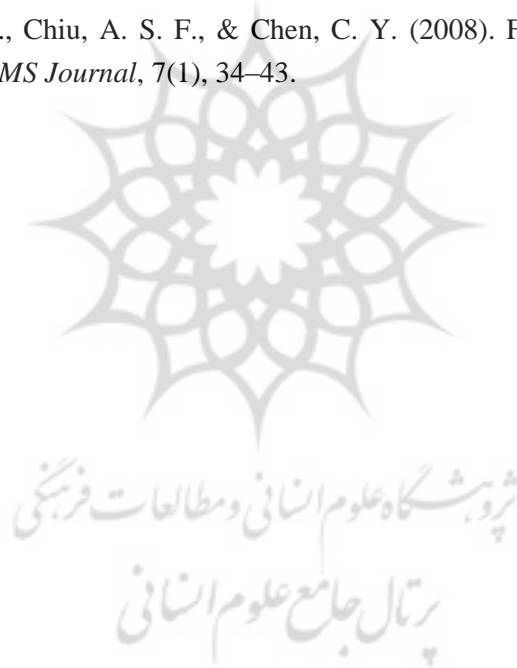 ., Chiu, A. S. F., & Chen, C. Y. (2008). F
MS Journal, 7(1), 34–43.
پژوهشگاه علوم انسانی و مطالعات فرهنگی
پرتال جامع علوم انسانی